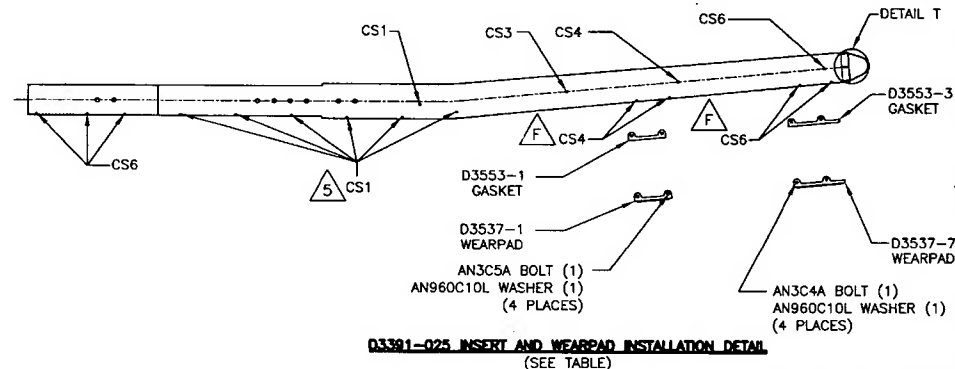 DETAIL T
CS6
CS4
CS3
CS1
D3553-3
GASKET
F
F
CS4
CS6
CS6
5
CS1
D3553-1
GASKET
D3537-1
WEARPAD
D3537-7
WEARPAD
AN3C5A BOLT (1)
AN960C10L WASHER (1)
(4 PLACES)
AN3C4A BOLT (1)
AN960C10L WASHER (1)
(4 PLACES)
D3391-025 INSERT AND WEARPAD INSTALLATION DETAIL
(SEE TABLE)